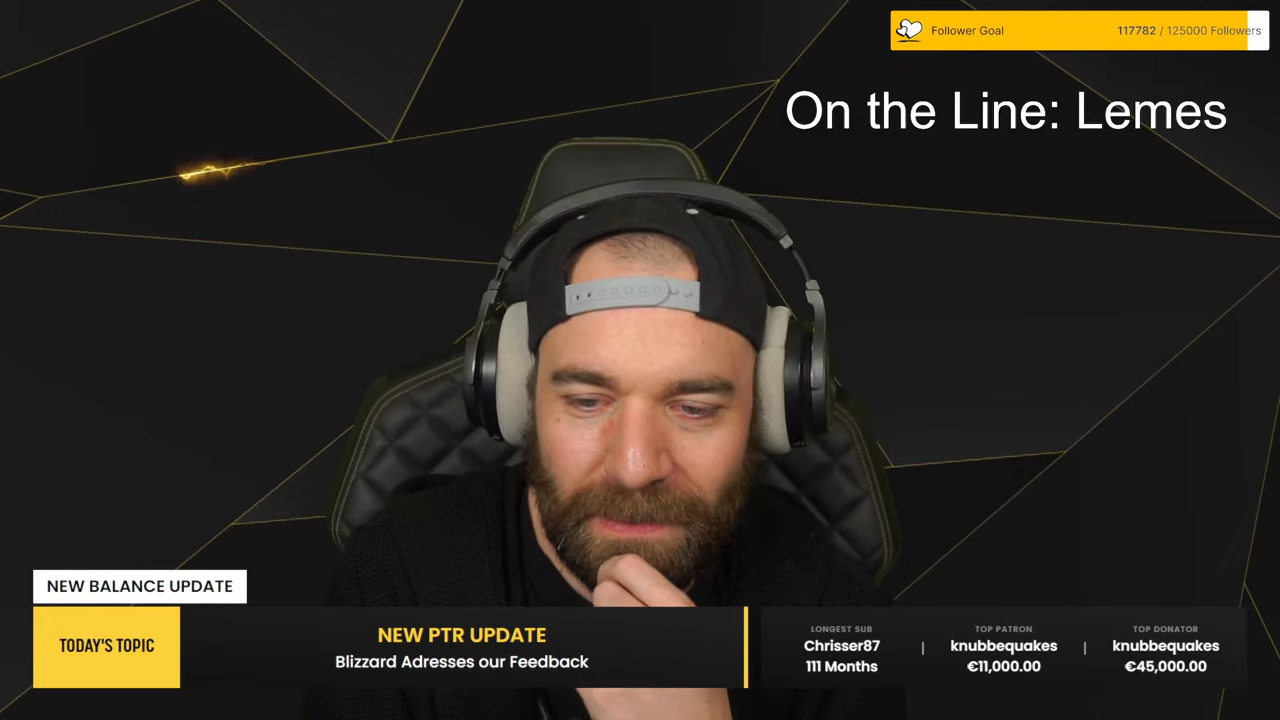 Follower Goal 117782 / 125000 Followers
On the Line: Lemes
NEW BALANCE UPDATE
TODAY'S TOPIC
NEW PTR UPDATE
Blizzard Adresses our Feedback
LONGEST SUB
Chrisser87
111 Months
|
TOP PATRON
knubbequakes
€11,000.00
|
TOP DONATOR
knubbequakes
€45,000.00